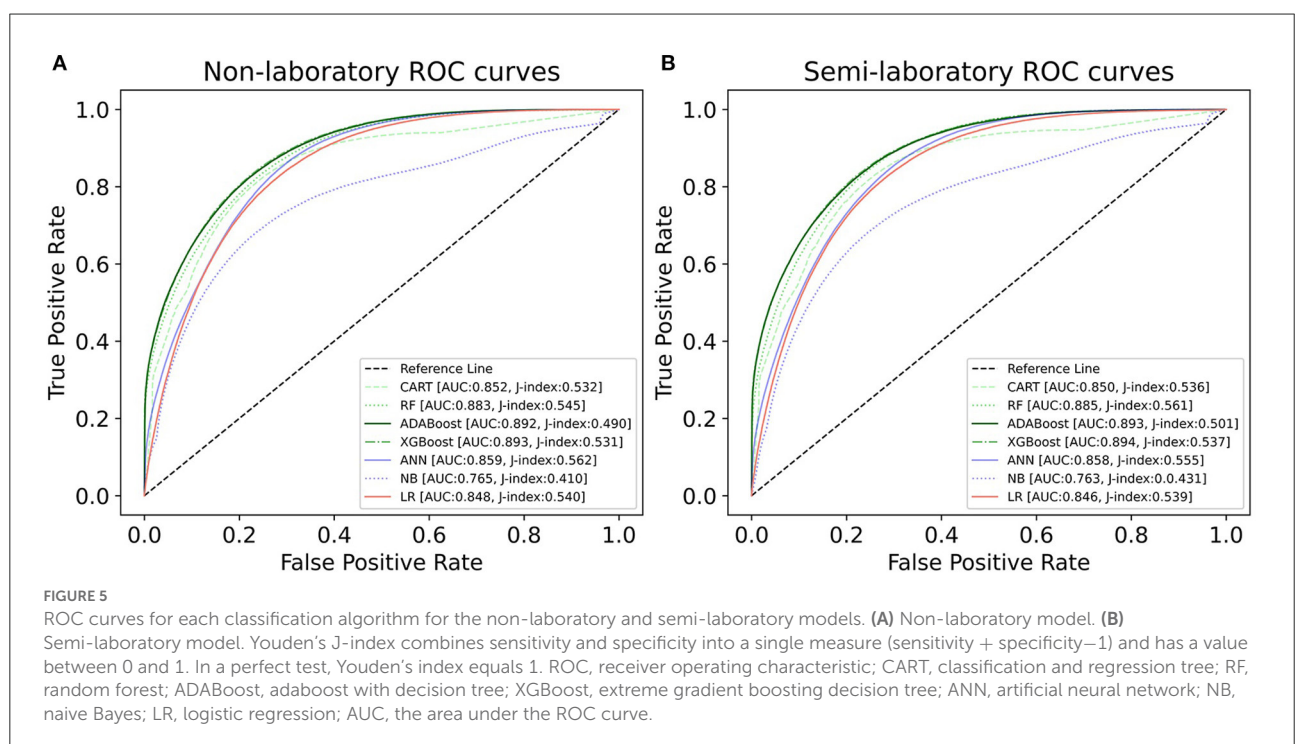 A
Non-laboratory ROC curves
True Positive Rate
1.0
0.8
0.6
0.4
0.2
0.0
Reference Line
CART [AUC:0.852, J-index:0.532]
RF [AUC:0.883, J-index:0.545]
ADABoost [AUC:0.892, J-index:0.490]
XGBoost [AUC:0.893, J-index:0.531]
ANN [AUC:0.859, J-index:0.562]
NB [AUC:0.765, J-index:0.410]
LR [AUC:0.848, J-index:0.540]
0.0 0.2 0.4 0.6 0.8 1.0
False Positive Rate
B
Semi-laboratory ROC curves
True Positive Rate
1.0
0.8
0.6
0.4
0.2
0.0
Reference Line
CART [AUC:0.850, J-index:0.536]
RF [AUC:0.885, J-index:0.561]
ADABoost [AUC:0.893, J-index:0.501]
XGBoost [AUC:0.894, J-index:0.537]
ANN [AUC:0.858, J-index:0.555]
NB [AUC:0.763, J-index:0.0.431]
LR [AUC:0.846, J-index:0.539]
0.0 0.2 0.4 0.6 0.8 1.0
False Positive Rate
FIGURE 5
ROC curves for each classification algorithm for the non-laboratory and semi-laboratory models. (A) Non-laboratory model. (B)
Semi-laboratory model. Youden's J-index combines sensitivity and specificity into a single measure (sensitivity + specificity−1) and has a value
between 0 and 1. In a perfect test, Youden's index equals 1. ROC, receiver operating characteristic; CART, classification and regression tree; RF,
random forest; ADABoost, adaboost with decision tree; XGBoost, extreme gradient boosting decision tree; ANN, artificial neural network; NB,
naive Bayes; LR, logistic regression; AUC, the area under the ROC curve.